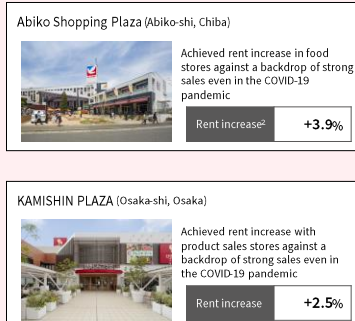 Abiko Shopping Plaza (Abiko-shi, Chiba)
Achieved rent increase in food
stores against a backdrop of strong
sales even in the COVID-19
pandemic
Rent increase2 +3.9%
KAMISHIN PLAZA (Osaka-shi, Osaka)
Achieved rent increase with
product sales stores against a
backdrop of strong sales even in
the COVID-19 pandemic
Rent increase +2.5%